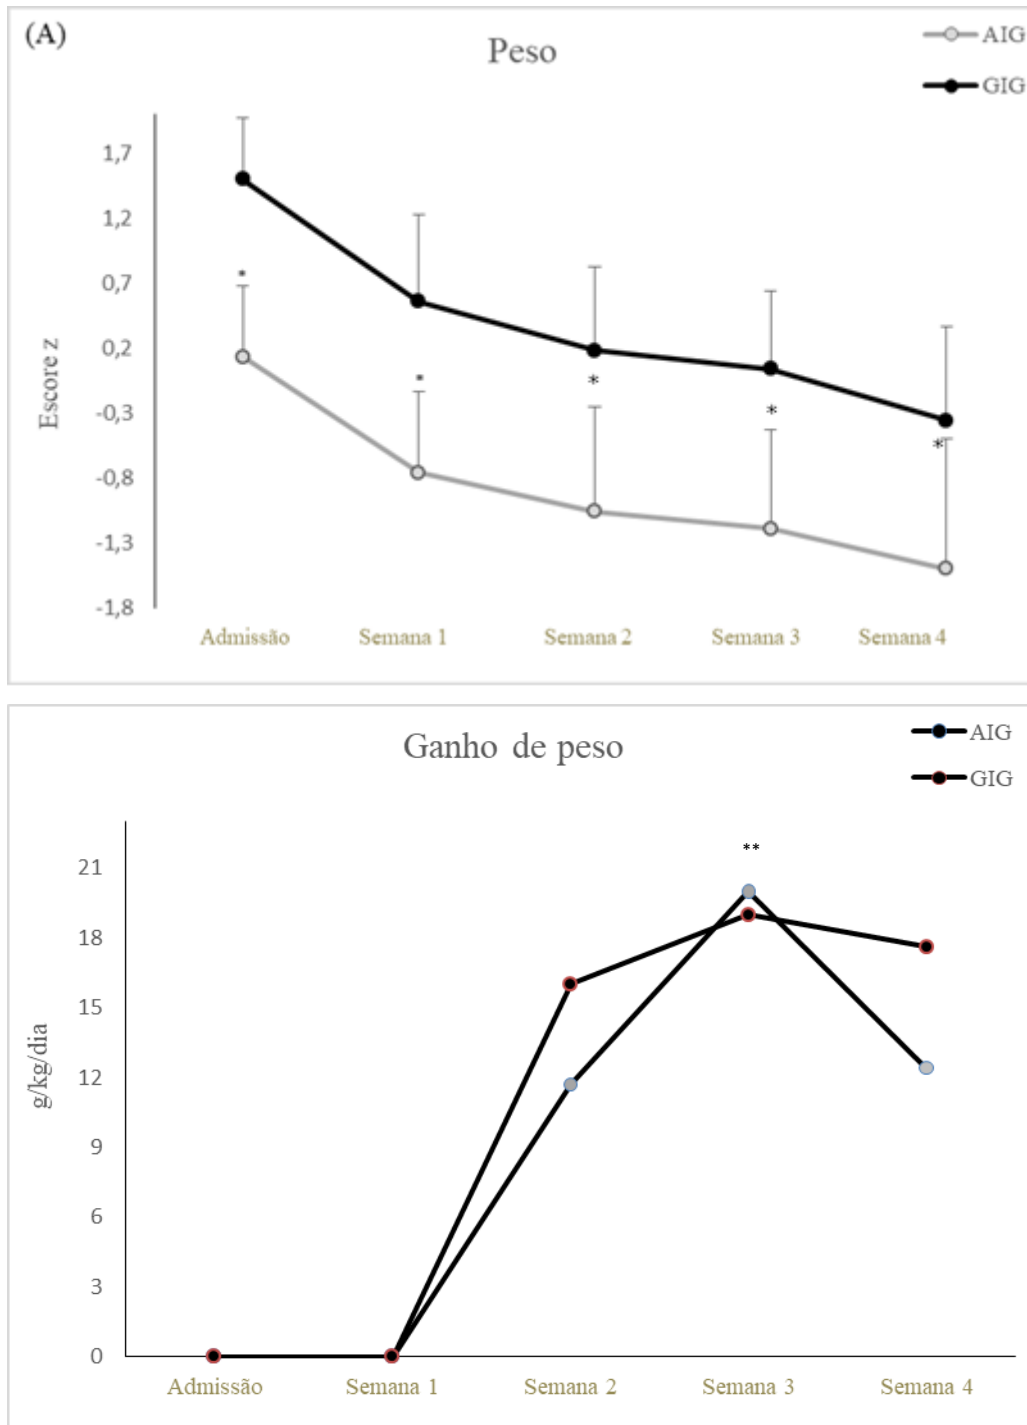 (A)
Peso
AIG
GIG
Escore z
1,7
1,2
0,7
0,2
-0,3
-0,8
-1,3
-1,8
*
*
*
*
*
Admissão Semana 1 Semana 2 Semana 3 Semana 4
Ganho de peso
AIG
GIG
g/kg/dia
21
18
15
12
9
6
3
0
**
Admissão Semana 1 Semana 2 Semana 3 Semana 4